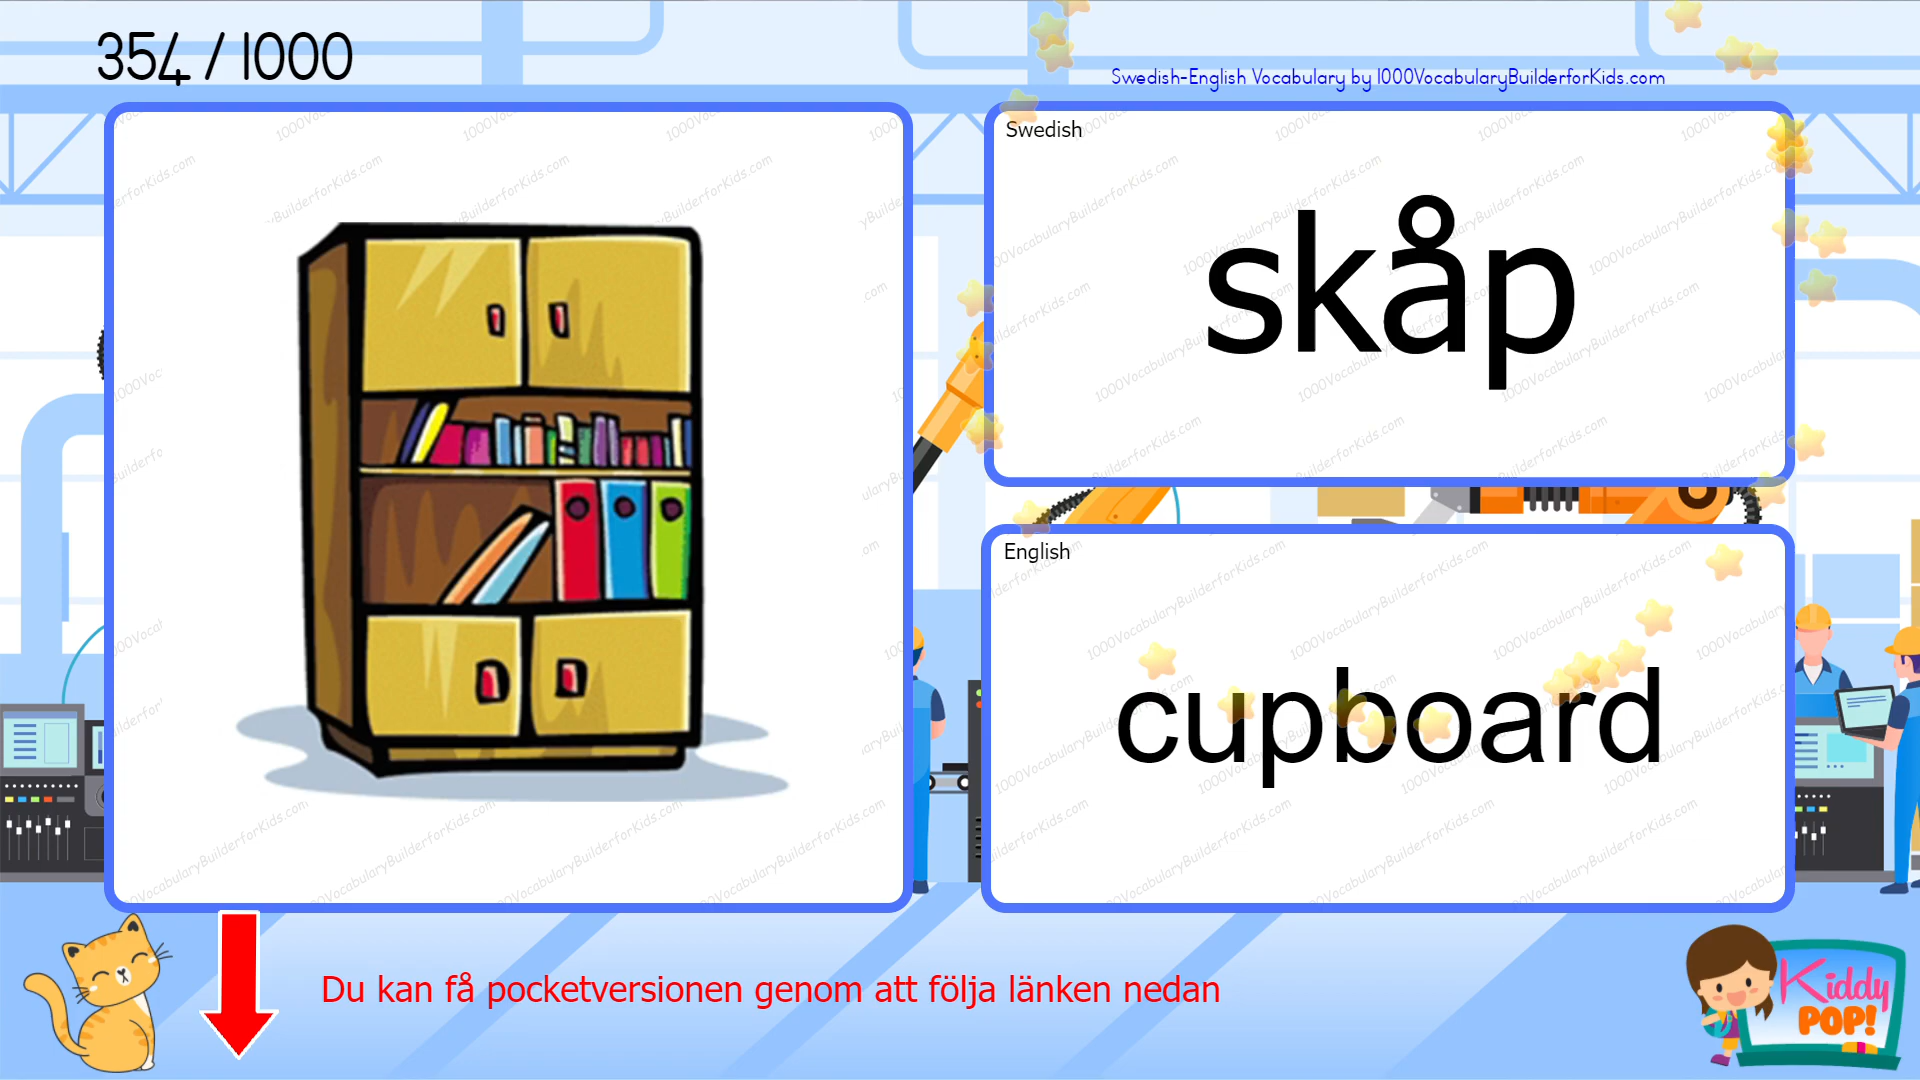 354 / 1000
Swedish-English Vocabulary by 1000VocabularyBuilderforKids.com
Swedish
skåp
English
cupboard
Du kan få pocketversionen genom att följa länken nedan
Kiddy
POP!